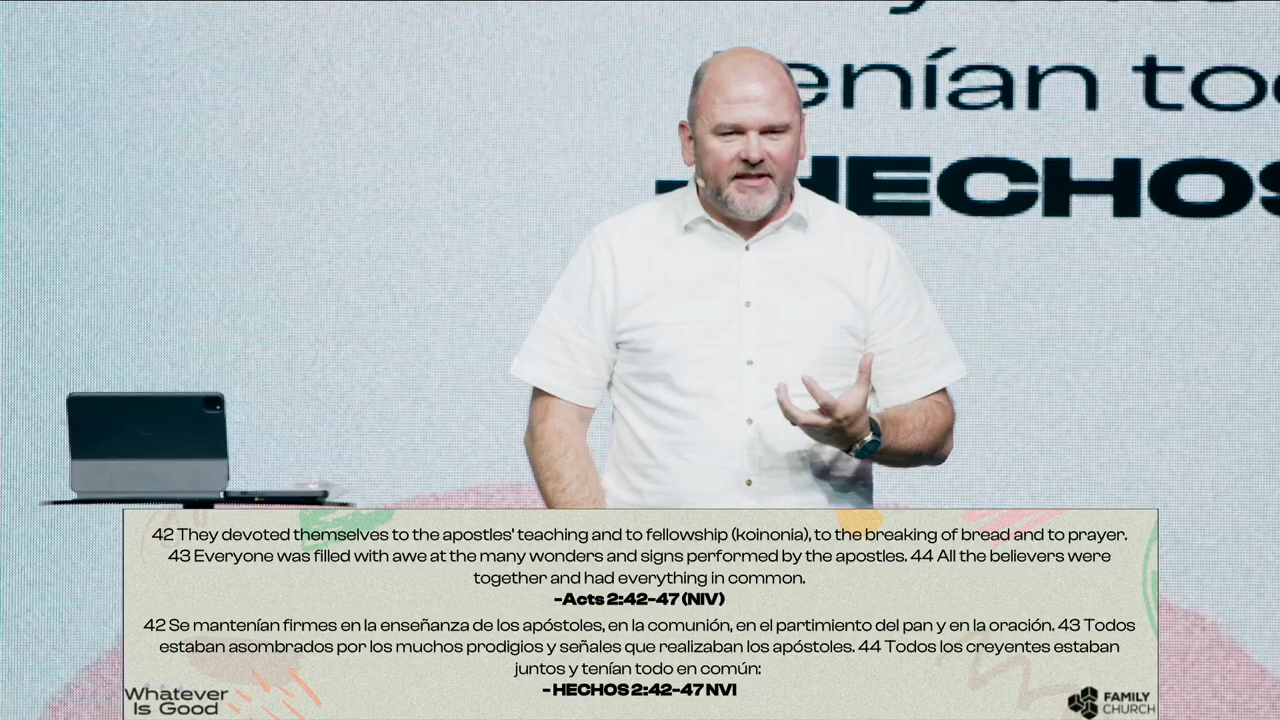 tenían
HECHOS
42 They devoted themselves to the apostles' teaching and to fellowship (koinonia), to the breaking of bread and to prayer.
43 Everyone was filled with awe at the many wonders and signs performed by the apostles. 44 All the believers were
together and had everything in common.
-Acts 2:42-47 (NIV)
42 Se mantenían firmes en la enseñanza de los apóstoles, en la comunión, en el partimiento del pan y en la oración. 43 Todos
estaban asombrados por los muchos prodigios y señales que realizaban los apóstoles. 44 Todos los creyentes estaban
juntos y tenían todo en común:
- HECHOS 2:42-47 NVI
Whatever
Is Good
FAMILY
CHURCH